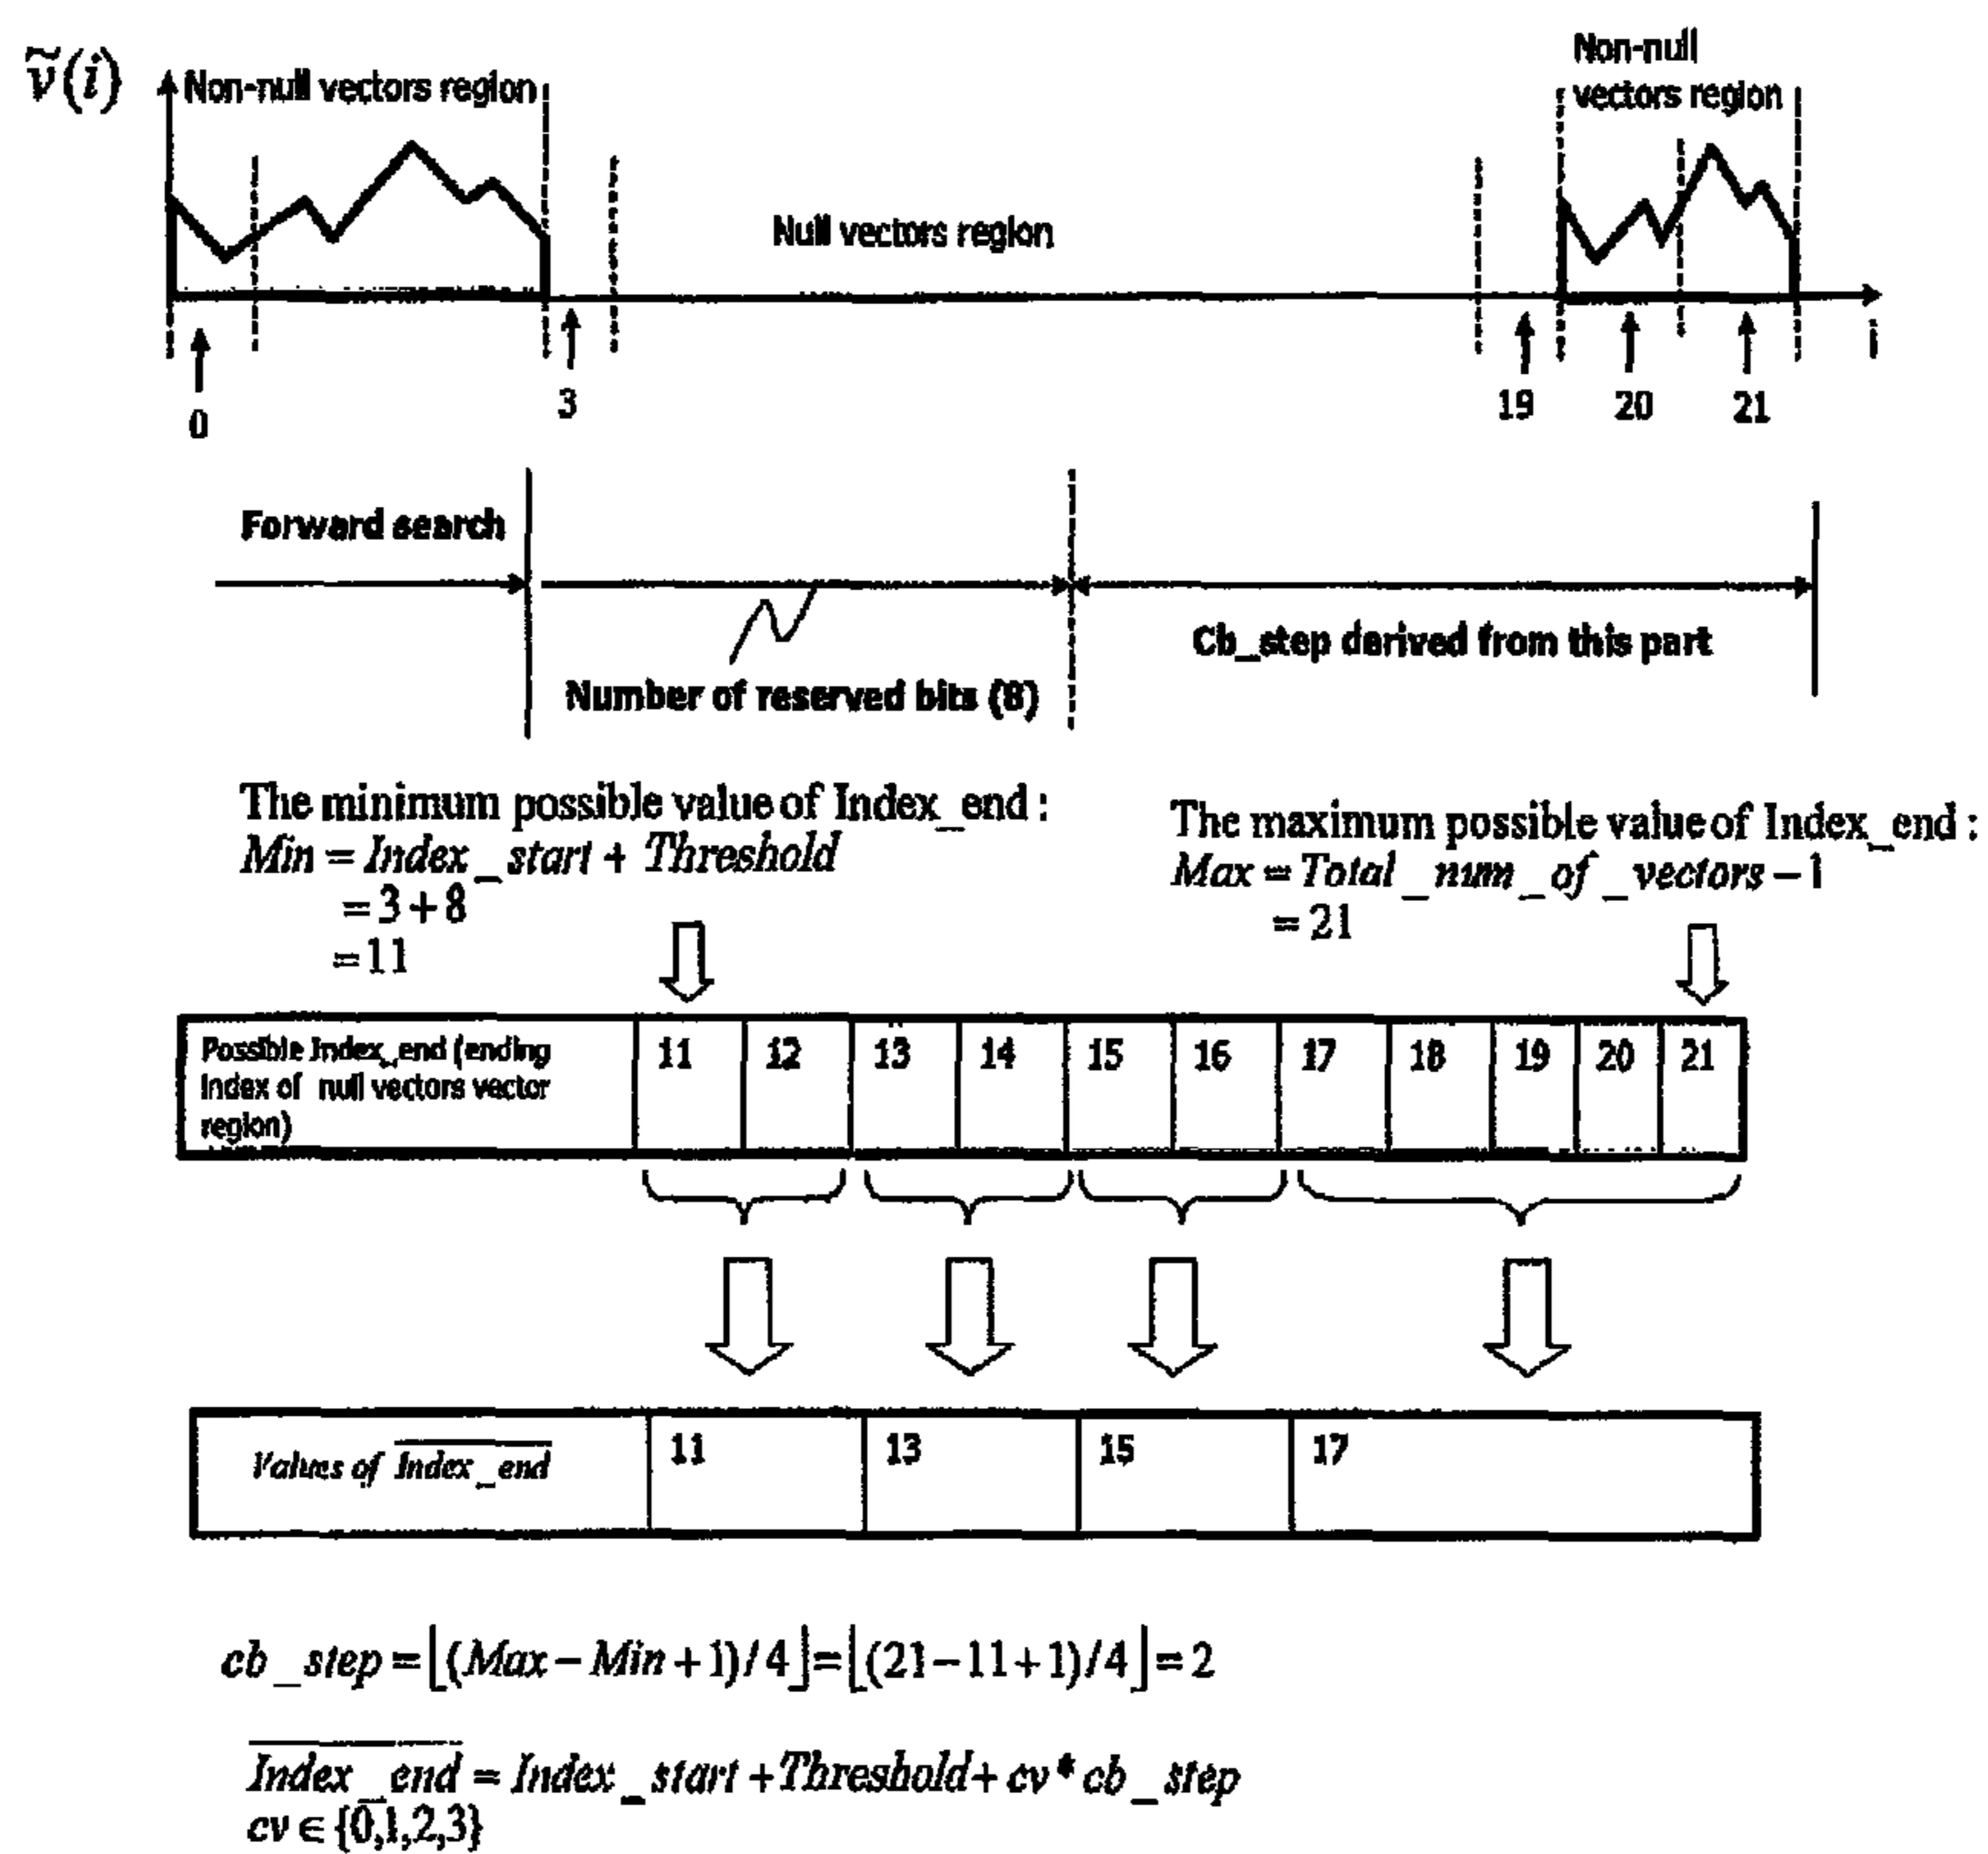 ṽ(i)
Non-null vectors region
Non-null
vectors region
Null vectors region
0
3
19
20
21
i
Forward search
Number of reserved bits (8)
Cb_step derived from this part
The minimum possible value of Index_end :
Min = Index_start + Threshold
= 3 + 8
= 11
The maximum possible value of Index_end :
Max = Total_num_of_vectors − 1
= 21
Possible Index_end (ending
Index of null vectors vector
region)
11 12 13 14 15 16 17 18 19 20 21
Values of \overline{Index_end}
11 13 15 17
cb_step = ⌊(Max − Min + 1)/4⌋ = ⌊(21 − 11 + 1)/4⌋ = 2
\overline{Index_end} = Index_start + Threshold + cv * cb_step
cv ∈ {0,1,2,3}